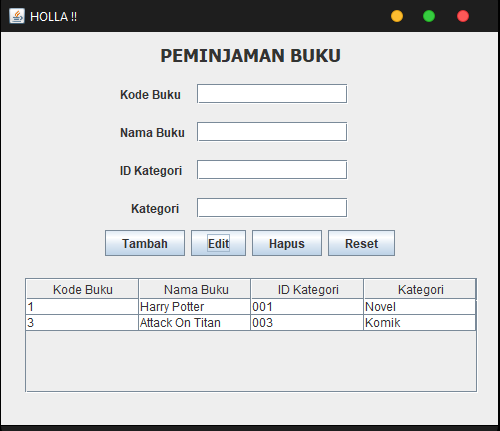 HOLLA !!
PEMINJAMAN BUKU
Kode Buku
Nama Buku
ID Kategori
Kategori
Tambah Edit Hapus Reset
Kode Buku Nama Buku ID Kategori Kategori
1 Harry Potter 001 Novel
3 Attack On Titan 003 Komik